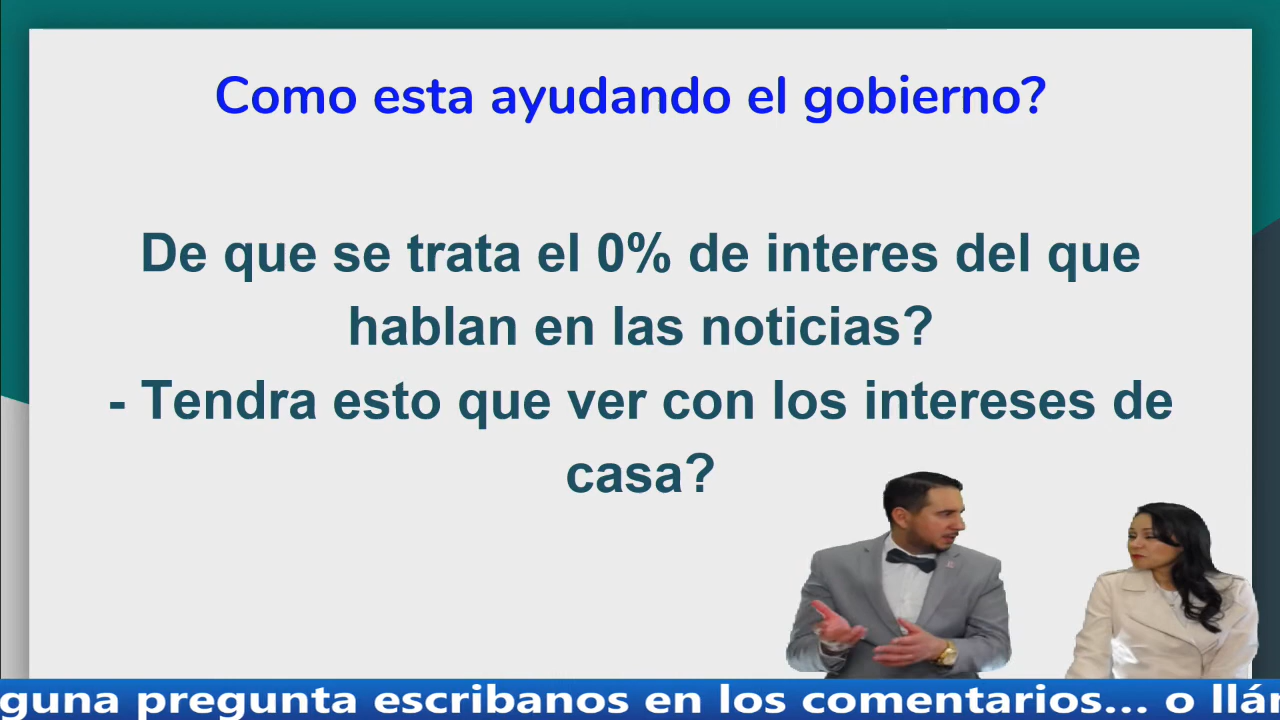 Como esta ayudando el gobierno?
De que se trata el 0% de interes del que
hablan en las noticias?
- Tendra esto que ver con los intereses de
casa?
guna pregunta escribanos en los comentarios... o llám